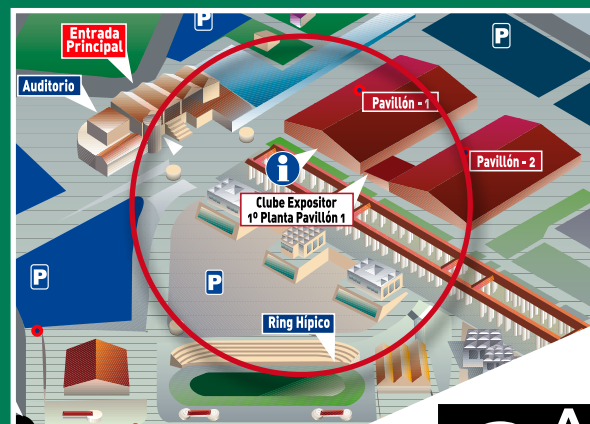 P
P
Entrada
Principal
Auditorio
Pavillón - 1
Pavillón - 2
i
Clube Expositor
1º Planta Pavillón 1
P
P
Ring Hípico